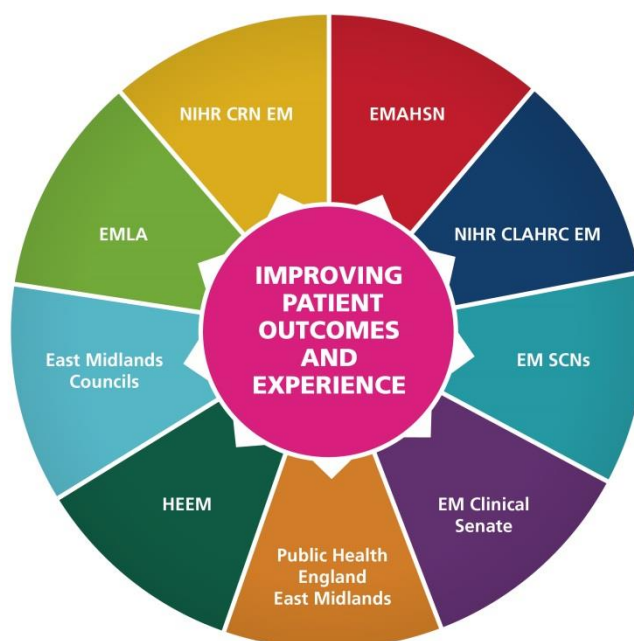 NIHR CRN EM
EMAHSN
EMLA
NIHR CLAHRC EM
IMPROVING
PATIENT
OUTCOMES
AND
EXPERIENCE
East Midlands
Councils
EM SCNs
HEEM
EM Clinical
Senate
Public Health
England
East Midlands